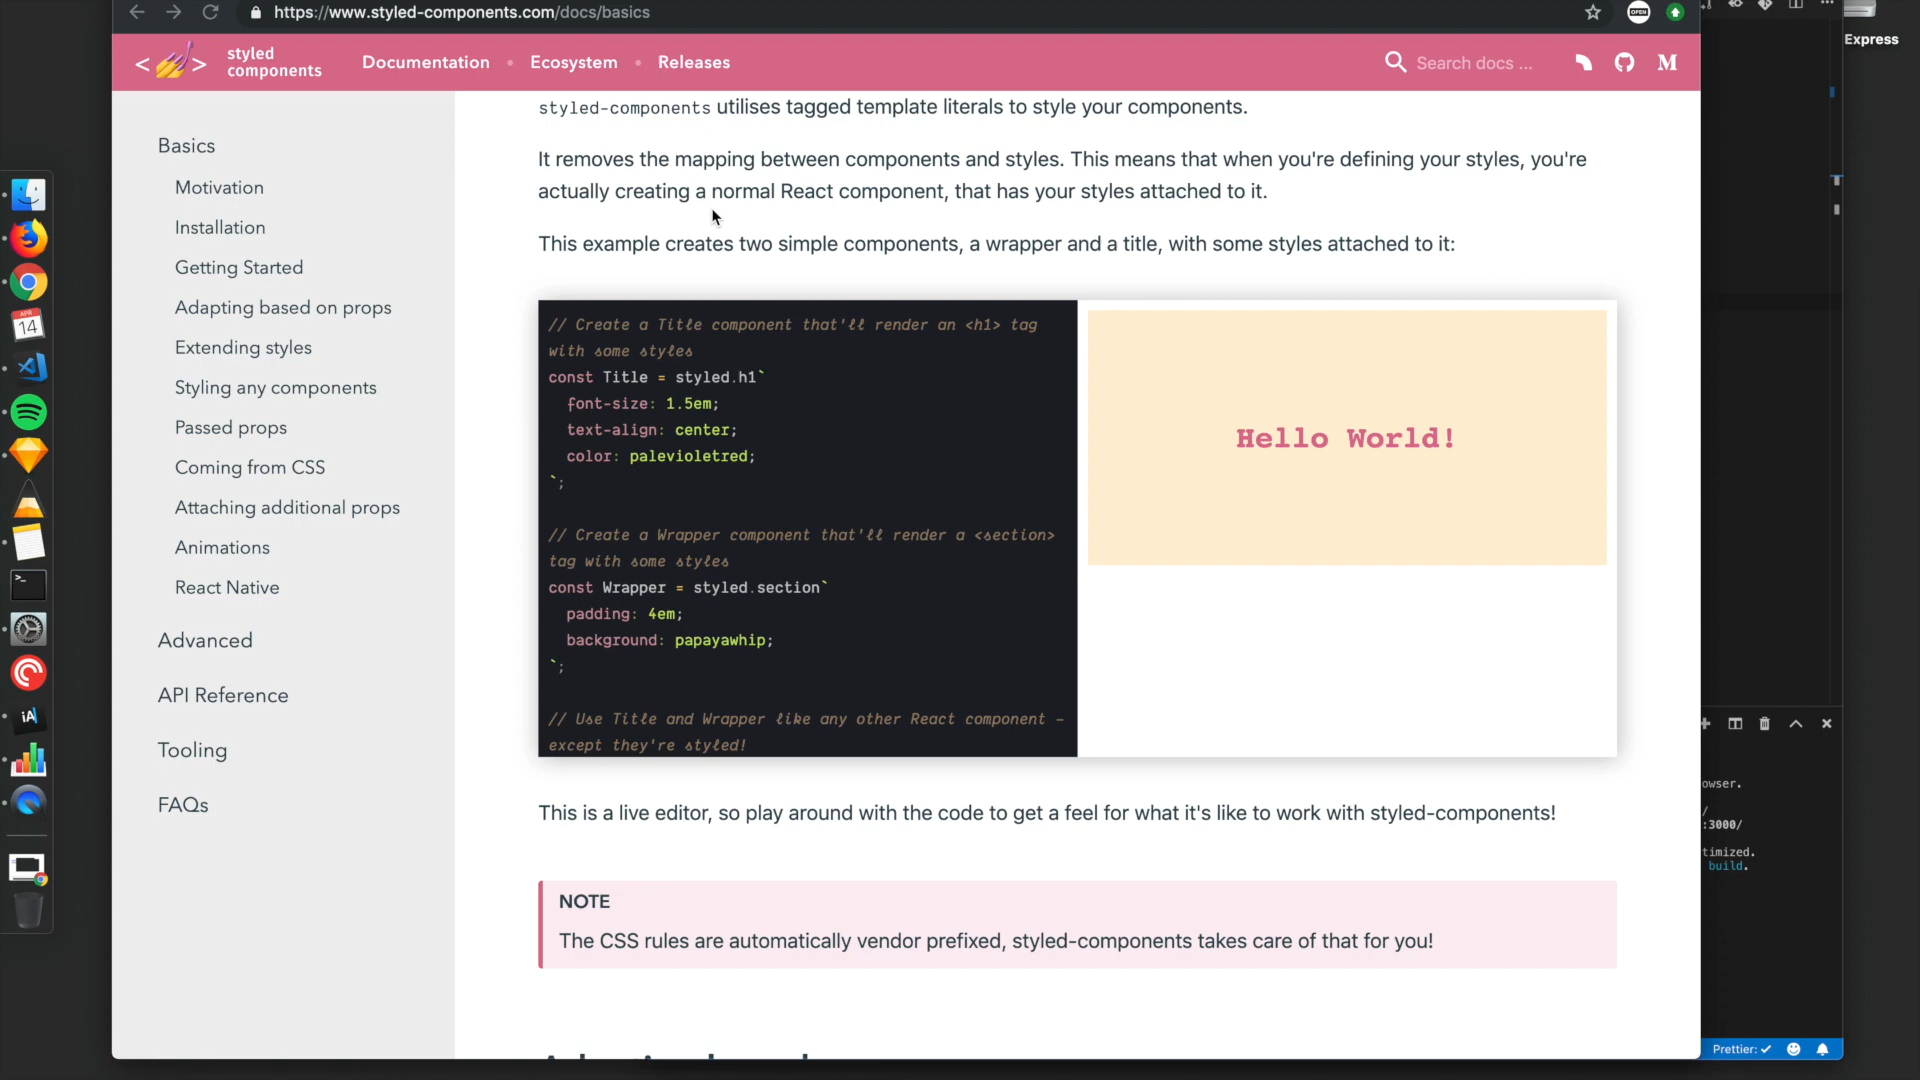 https://www.styled-components.com/docs/basics
OPEN
Express
styled
components
Documentation • Ecosystem • Releases
Search docs ...
M
Basics
Motivation
Installation
Getting Started
Adapting based on props
Extending styles
Styling any components
Passed props
Coming from CSS
Attaching additional props
Animations
React Native
Advanced
API Reference
Tooling
FAQs
styled-components utilises tagged template literals to style your components.
It removes the mapping between components and styles. This means that when you're defining your styles, you're
actually creating a normal React component, that has your styles attached to it.
This example creates two simple components, a wrapper and a title, with some styles attached to it:
// Create a Title component that'll render an <h1> tag
with some styles
const Title = styled.h1`
font-size: 1.5em;
text-align: center;
color: palevioletred;
`;
// Create a Wrapper component that'll render a <section>
tag with some styles
const Wrapper = styled.section`
padding: 4em;
background: papayawhip;
`;
// Use Title and Wrapper like any other React component –
except they're styled!
Hello World!
This is a live editor, so play around with the code to get a feel for what it's like to work with styled-components!
NOTE
The CSS rules are automatically vendor prefixed, styled-components takes care of that for you!
APR
14
iA
owser.
/
:3000/
timized.
build.
Prettier: ✓